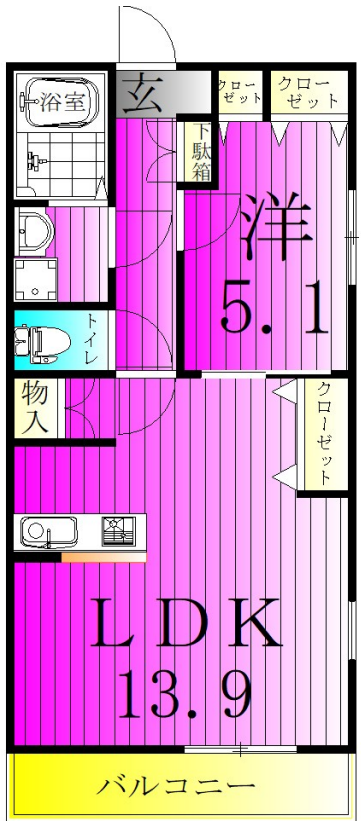 浴室
玄
クロー
ゼット
クロー
ゼット
下駄箱
洋
5.1
トイレ
物入
クローゼット
LDK
13.9
バルコニー